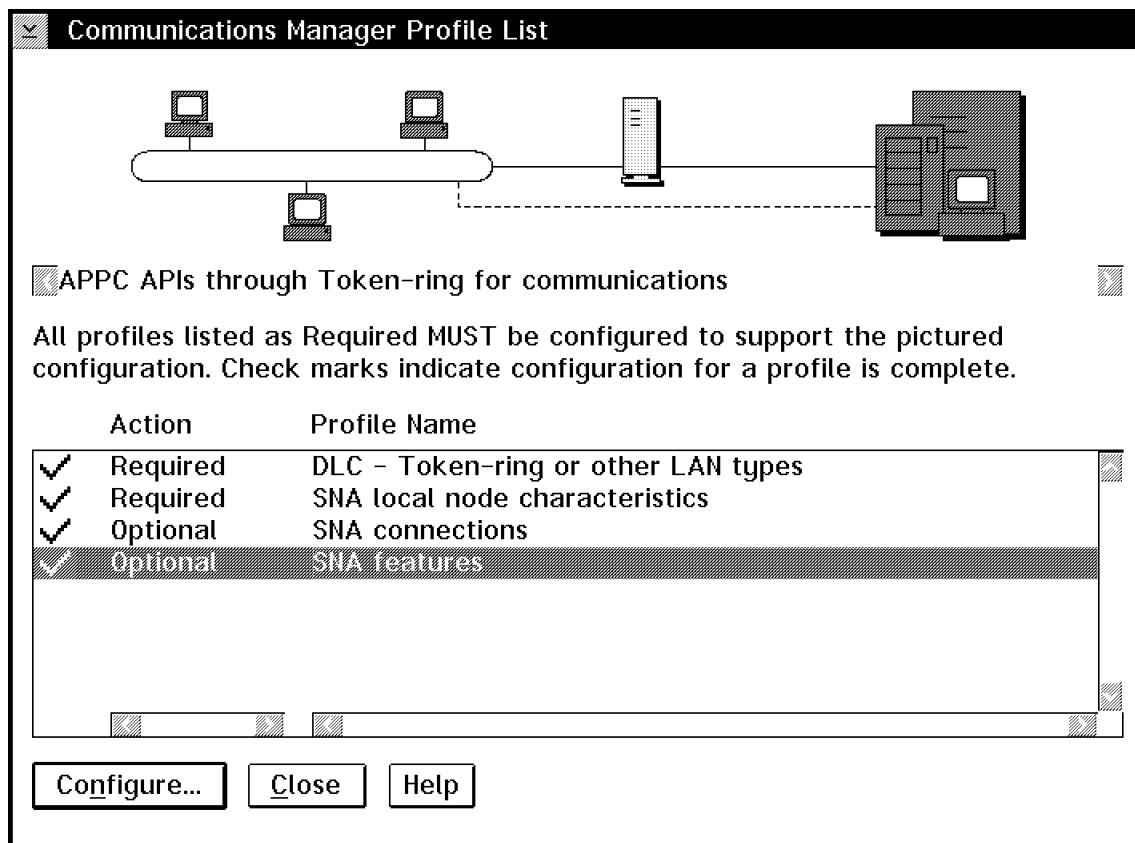 Communications Manager Profile List
APPC APIs through Token-ring for communications
All profiles listed as Required MUST be configured to support the pictured
configuration. Check marks indicate configuration for a profile is complete.
Action Profile Name
Required DLC - Token-ring or other LAN types
Required SNA local node characteristics
Optional SNA connections
Optional SNA features
Configure... Close Help